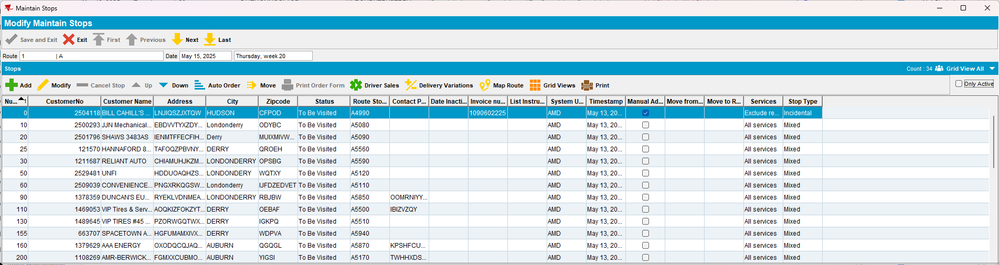 Maintain Stops
Modify Maintain Stops
Save and Exit Exit First Previous Next Last
Route 1 | A Date May 15, 2025 Thursday, week 20
Stops Count : 34 Grid View All
Add Modify Cancel Stop Up Down Auto Order Move Print Order Form Driver Sales Delivery Variations Map Route Grid Views Print Only Active
Nu... 1 CustomerNo Customer Name Address City Zipcode Status Route Sto... Contact P... Date Inacti... Invoice nu... List Instru... System U... Timestamp Manual Ad... Move from... Move to R... Services Stop Type
0 2504118 BILL CAHILL'S ... LNJIQSZJXTQW HUDSON CFPOD To Be Visited A4990 1090602225 AMD May 13, 20... Exclude re... Incidental
10 2500293 JJN Mechanical... EBDVVTYXZDY... Londonderry ODYBC To Be Visited A5080 AMD May 13, 20... All services Mixed
20 2501796 SHAWS 3483AS IENMTFFECFIH... Derry MUIXMIVW... To Be Visited A5090 AMD May 13, 20... All services Mixed
25 121570 HANNAFORD 8... TAFOQZPBVNY... DERRY QROEH To Be Visited A5560 AMD May 13, 20... All services Mixed
30 1211687 RELIANT AUTO CHIAMUHJKZM... LONDONDERRY OPSBG To Be Visited A5590 AMD May 13, 20... All services Mixed
50 2529481 UNFI HDDUOAQHZS... LONDONDERY WQTXY To Be Visited A5120 AMD May 13, 20... All services Mixed
60 2509039 CONVENIENCE... PNGXRKQGSW... Londonderry IJFDZEDVET To Be Visited A5110 AMD May 13, 20... All services Mixed
90 1378359 DUNCAN'S EU... RYEKLVDNMEA... LONDONDERRY RBJBW To Be Visited A5850 OOMRNIYY... AMD May 13, 20... All services Mixed
110 1469053 VIP Tires & Serv... AOQKIZFOKZYT... DERRY OEBAF To Be Visited A5500 IBIZVZQY AMD May 13, 20... All services Mixed
130 1489645 VIP TIRES #45 ... PZORWGQTWX... DERRY IGKPQ To Be Visited A5510 AMD May 13, 20... All services Mixed
155 663707 SPACETOWN A... HGFUMAMXIVX... DERRY WDPVA To Be Visited A5940 AMD May 13, 20... All services Mixed
160 1379629 AAA ENERGY OXODQCQJAQ... AUBURN QGQGL To Be Visited A5870 KPSHFCU... AMD May 13, 20... All services Mixed
200 1108269 AMR-BERWICK... FGMXXCUBMO... AUBURN YIGSI To Be Visited A5170 TWHHXDS... AMD May 13, 20... All services Mixed